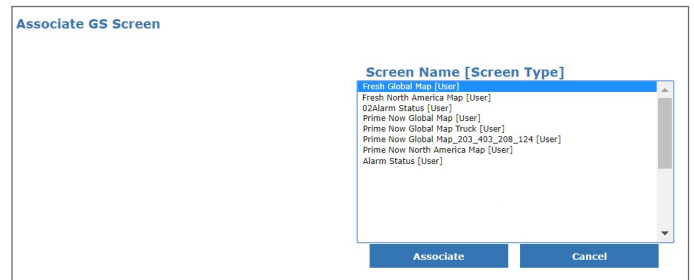 Associate GS Screen
Screen Name [Screen Type]
Fresh Global Map [User]
Fresh North America Map [User]
02Alarm Status [User]
Prime Now Global Map [User]
Prime Now Global Map Truck [User]
Prime Now Global Map_203_403_208_124 [User]
Prime Now North America Map [User]
Alarm Status [User]
Associate Cancel